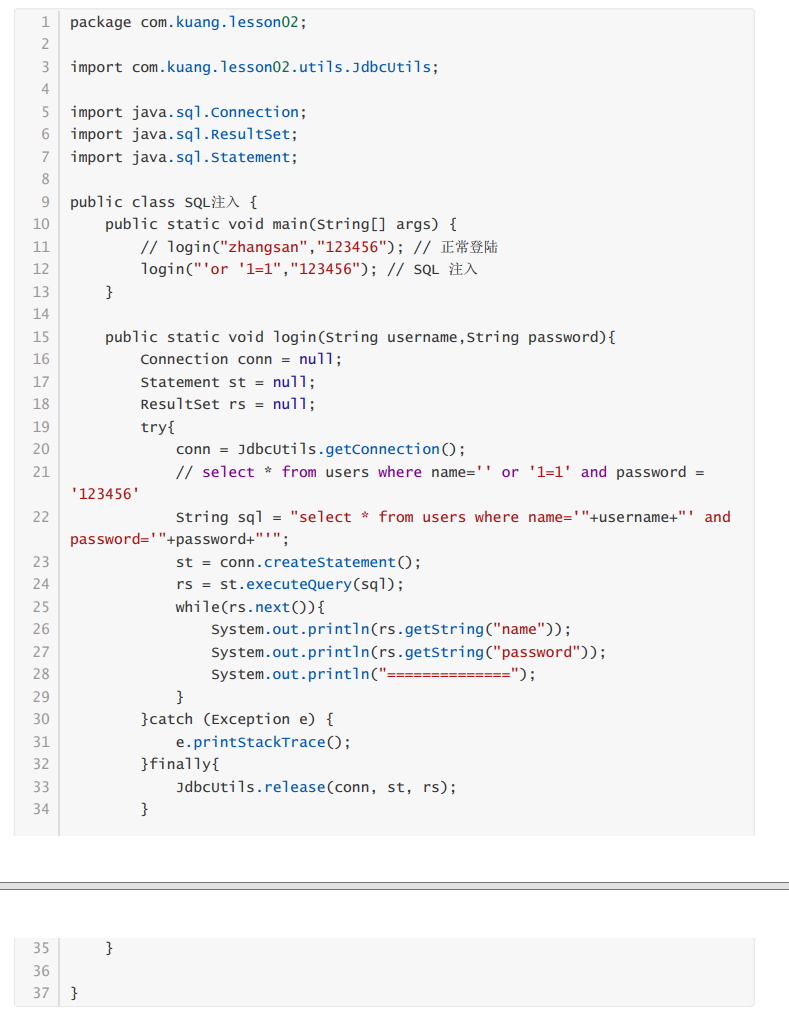 1 package com.kuang.lesson02;
2
3 import com.kuang.lesson02.utils.JdbcUtils;
4
5 import java.sql.Connection;
6 import java.sql.ResultSet;
7 import java.sql.Statement;
8
9 public class SQL注入 {
10     public static void main(String[] args) {
11         // login("zhangsan","123456"); // 正常登陆
12         login("'or '1=1","123456"); // SQL 注入
13     }
14
15     public static void login(String username,String password){
16         Connection conn = null;
17         Statement st = null;
18         ResultSet rs = null;
19         try{
20             conn = JdbcUtils.getConnection();
21             // select * from users where name='' or '1=1' and password =
'123456'
22             String sql = "select * from users where name='"+username+"' and
password='"+password+"'";
23             st = conn.createStatement();
24             rs = st.executeQuery(sql);
25             while(rs.next()){
26                 System.out.println(rs.getString("name"));
27                 System.out.println(rs.getString("password"));
28                 System.out.println("==============");
29             }
30         }catch (Exception e) {
31             e.printStackTrace();
32         }finally{
33             JdbcUtils.release(conn, st, rs);
34         }
35     }
36
37 }